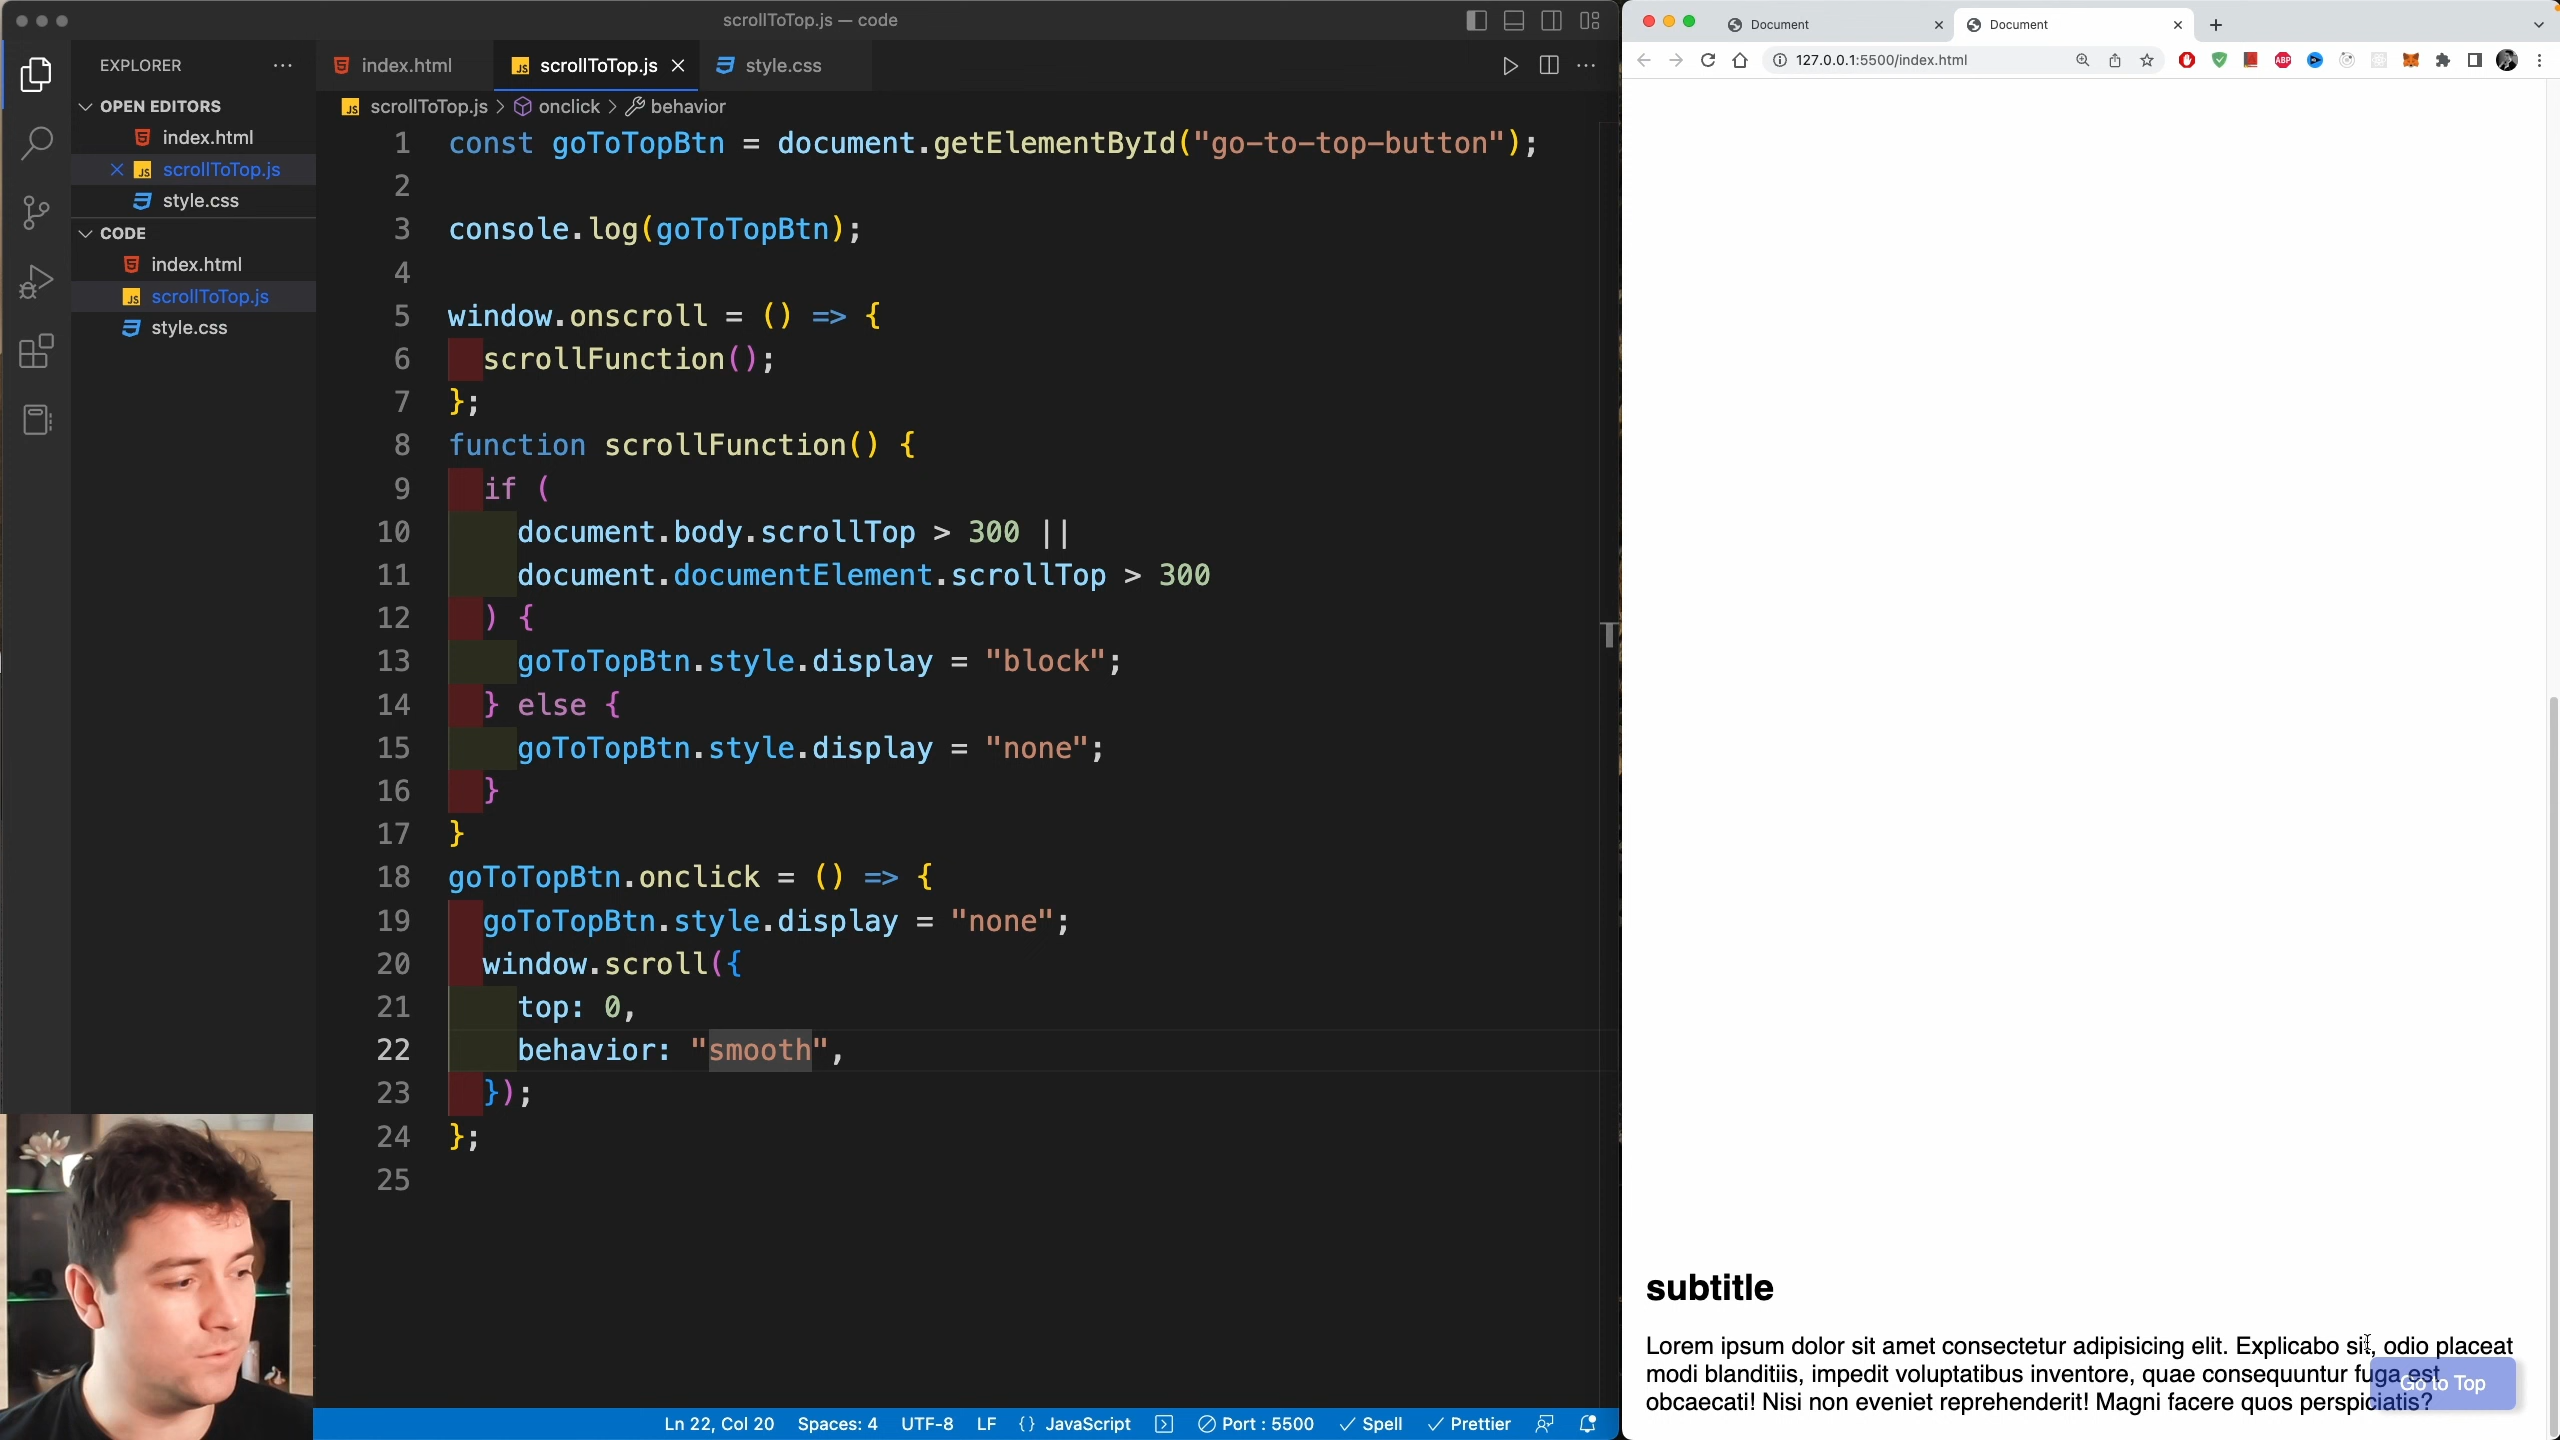 scrollToTop.js — code
EXPLORER
OPEN EDITORS
index.html
scrollToTop.js
style.css
CODE
index.html
scrollToTop.js
style.css
index.html
scrollToTop.js
style.css
scrollToTop.js > onclick > behavior
1 const goToTopBtn = document.getElementById("go-to-top-button");
2
3 console.log(goToTopBtn);
4
5 window.onscroll = () => {
6 scrollFunction();
7 };
8 function scrollFunction() {
9 if (
10 document.body.scrollTop > 300 ||
11 document.documentElement.scrollTop > 300
12 ) {
13 goToTopBtn.style.display = "block";
14 } else {
15 goToTopBtn.style.display = "none";
16 }
17 }
18 goToTopBtn.onclick = () => {
19 goToTopBtn.style.display = "none";
20 window.scroll({
21 top: 0,
22 behavior: "smooth",
23 });
24 };
25
Ln 22, Col 20 Spaces: 4 UTF-8 LF {} JavaScript Port : 5500 Spell Prettier
Document
Document
127.0.0.1:5500/index.html
ABP
subtitle
Lorem ipsum dolor sit amet consectetur adipisicing elit. Explicabo sit, odio placeat
modi blanditiis, impedit voluptatibus inventore, quae consequuntur fuga est
obcaecati! Nisi non eveniet reprehenderit! Magni facere quos perspiciatis?
Go to Top